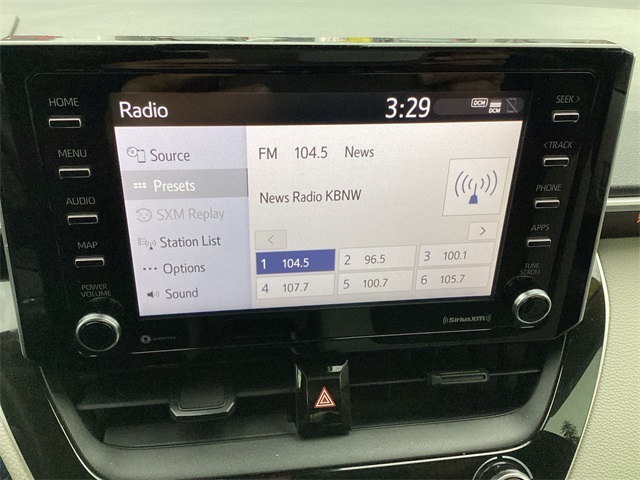 HOME
MENU
AUDIO
MAP
POWER
VOLUME
Radio
3:29
DCM
DCM
Source
Presets
SXM Replay
Station List
Options
Sound
FM 104.5 News
News Radio KBNW
< >
1 104.5 2 96.5 3 100.1
4 107.7 5 100.7 6 105.7
SEEK >
< TRACK
PHONE
APPS
TUNE
SCROLL
((SiriusXM))